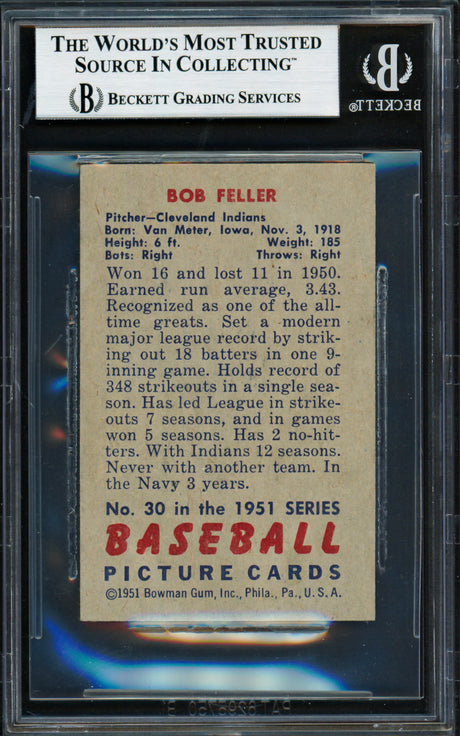 THE WORLD'S MOST TRUSTED
SOURCE IN COLLECTING™
BECKETT GRADING SERVICES
BECKETT
BOB FELLER
Pitcher—Cleveland Indians
Born: Van Meter, Iowa, Nov. 3, 1918
Height: 6 ft. Weight: 185
Bats: Right Throws: Right
Won 16 and lost 11 in 1950.
Earned run average, 3.43.
Recognized as one of the all-
time greats. Set a modern
major league record by strik-
ing out 18 batters in one 9-
inning game. Holds record of
348 strikeouts in a single sea-
son. Has led League in strike-
outs 7 seasons, and in games
won 5 seasons. Has 2 no-hit-
ters. With Indians 12 seasons.
Never with another team. In
the Navy 3 years.
No. 30 in the 1951 SERIES
BASEBALL
PICTURE CARDS
©1951 Bowman Gum, Inc., Phila., Pa., U. S. A.